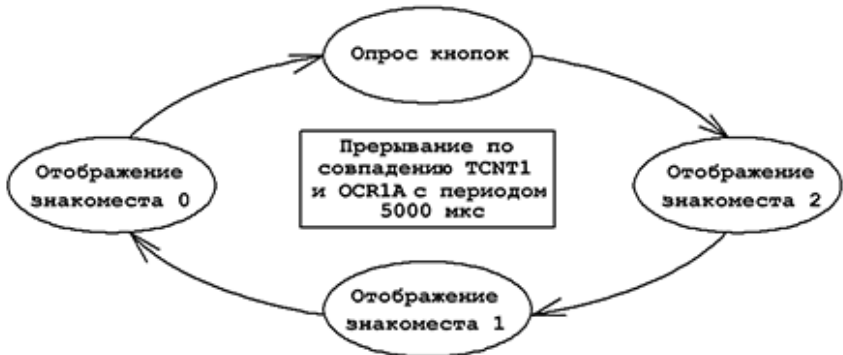 Опрос кнопок
Отображение
знакоместа 0
Прерывание по
совпадению TCNT1
и OCR1A с периодом
5000 мкс
Отображение
знакоместа 2
Отображение
знакоместа 1